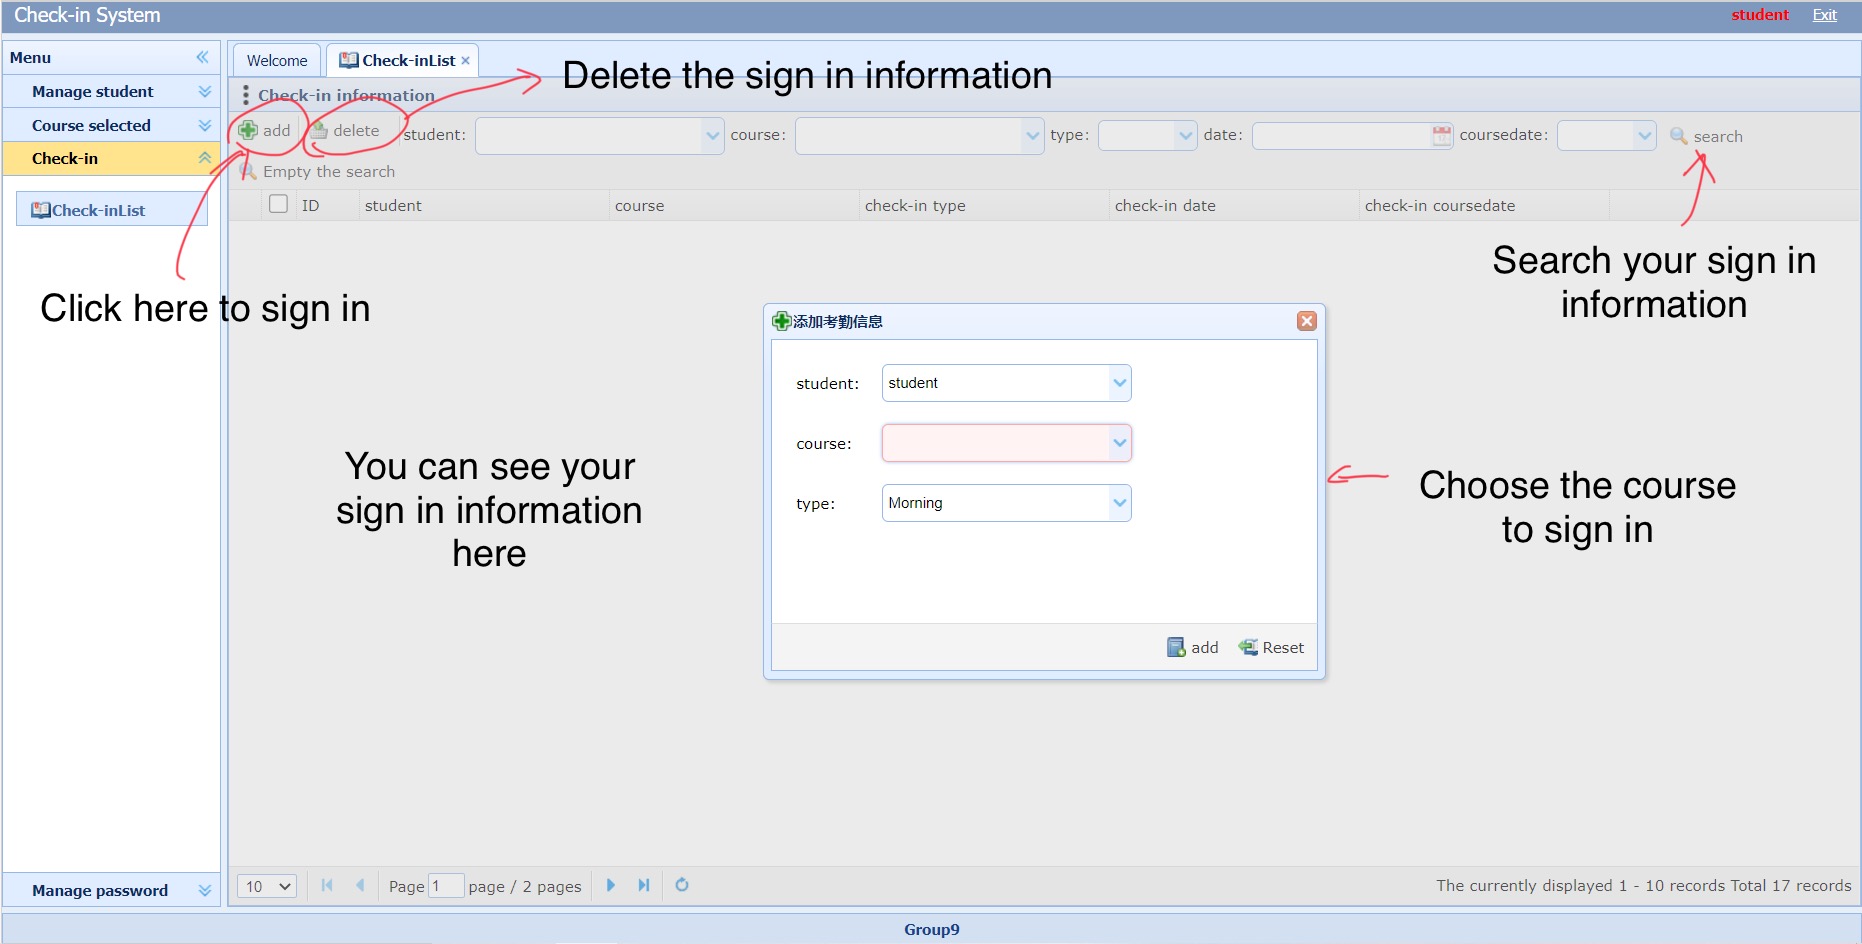 Check-in System
student Exit
Menu
Welcome Check-inList ×
Delete the sign in information
Manage student
Check-in information
Course selected
add delete student: course: type: date: coursedate: search
Check-in
Empty the search
ID student course check-in type check-in date check-in coursedate
Check-inList
Click here to sign in
Search your sign in
information
添加考勤信息
student: student
course:
type: Morning
You can see your
sign in information
here
Choose the course
to sign in
add Reset
Manage password
10 Page 1 page / 2 pages
The currently displayed 1 - 10 records Total 17 records
Group9